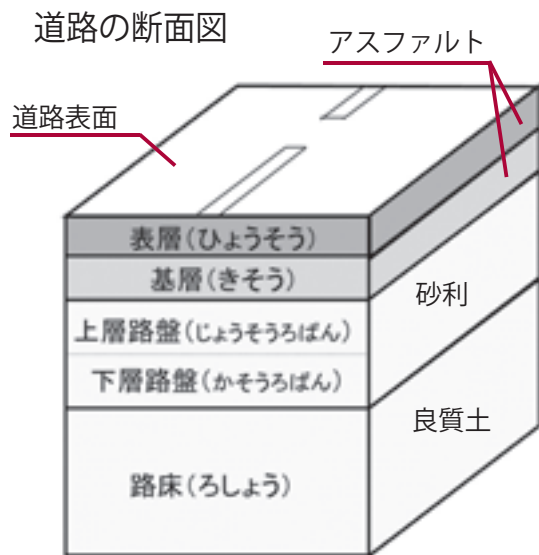 道路の断面図
アスファルト
道路表面
表層(ひょうそう)
基層(きそう)
上層路盤(じょうそうろばん)
砂利
下層路盤(かそうろばん)
良質土
路床(ろしょう)